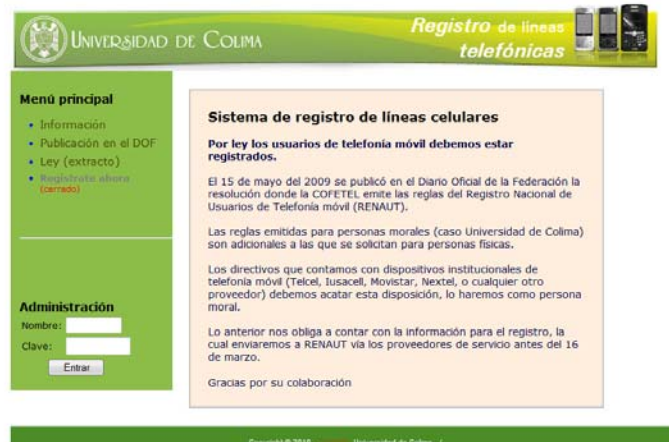 UNIVERSIDAD DE COLIMA
Registro de líneas
telefónicas
Menú principal
• Información
• Publicación en el DOF
• Ley (extracto)
• Regístrate ahora
(cerrado)
Administración
Nombre:
Clave:
Entrar
Sistema de registro de líneas celulares
Por ley los usuarios de telefonía móvil debemos estar
registrados.
El 15 de mayo del 2009 se publicó en el Diario Oficial de la Federación la
resolución donde la COFETEL emite las reglas del Registro Nacional de
Usuarios de Telefonía móvil (RENAUT).
Las reglas emitidas para personas morales (caso Universidad de Colima)
son adicionales a las que se solicitan para personas físicas.
Los directivos que contamos con dispositivos institucionales de
telefonía móvil (Telcel, Iusacell, Movistar, Nextel, o cualquier otro
proveedor) debemos acatar esta disposición, lo haremos como persona
moral.
Lo anterior nos obliga a contar con la información para el registro, la
cual enviaremos a RENAUT vía los proveedores de servicio antes del 16
de marzo.
Gracias por su colaboración
Universidad de Colima